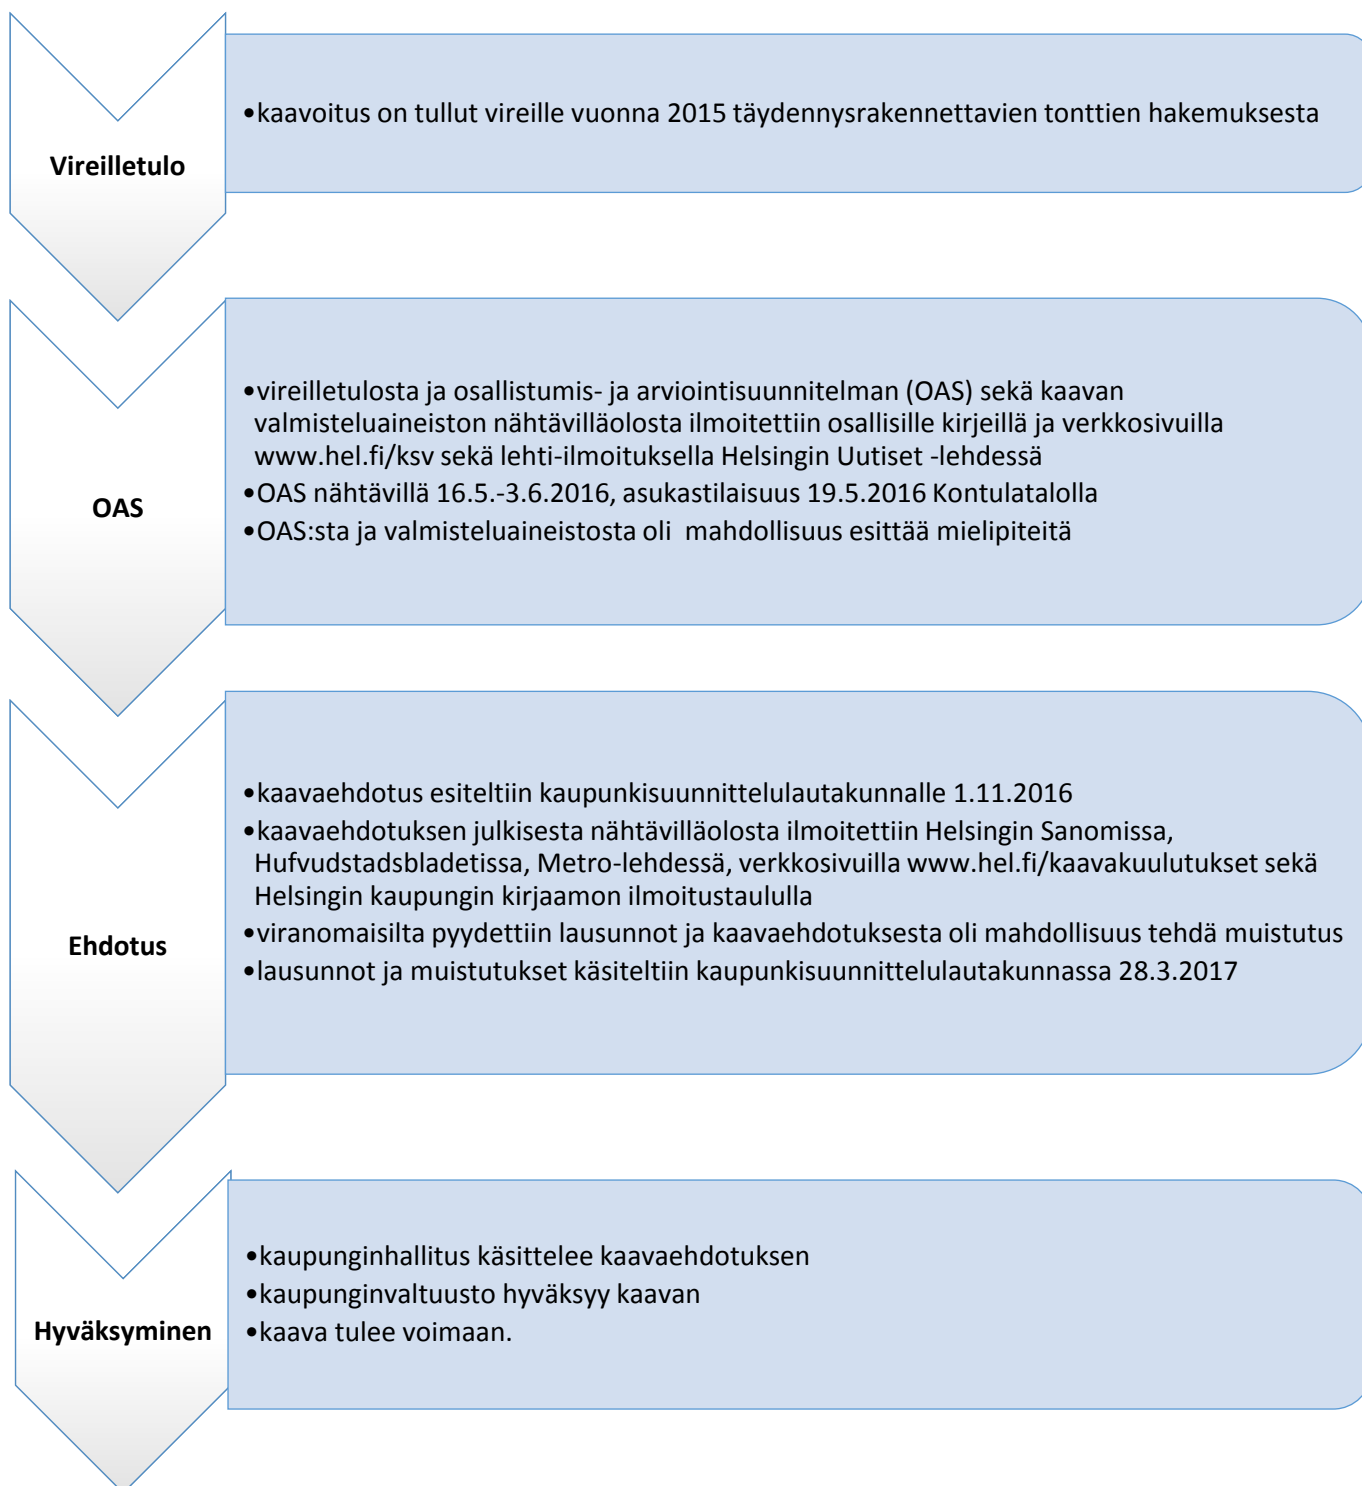 Vireilletulo
•kaavoitus on tullut vireille vuonna 2015 täydennysrakennettavien tonttien hakemuksesta
OAS
•vireilletulosta ja osallistumis- ja arviointisuunnitelman (OAS) sekä kaavan
valmisteluaineiston nähtävilläolosta ilmoitettiin osallisille kirjeillä ja verkkosivuilla
www.hel.fi/ksv sekä lehti-ilmoituksella Helsingin Uutiset -lehdessä
•OAS nähtävillä 16.5.-3.6.2016, asukastilaisuus 19.5.2016 Kontulatalolla
•OAS:sta ja valmisteluaineistosta oli  mahdollisuus esittää mielipiteitä
Ehdotus
•kaavaehdotus esiteltiin kaupunkisuunnittelulautakunnalle 1.11.2016
•kaavaehdotuksen julkisesta nähtävilläolosta ilmoitettiin Helsingin Sanomissa,
Hufvudstadsbladetissa, Metro-lehdessä, verkkosivuilla www.hel.fi/kaavakuulutukset sekä
Helsingin kaupungin kirjaamon ilmoitustaululla
•viranomaisilta pyydettiin lausunnot ja kaavaehdotuksesta oli mahdollisuus tehdä muistutus
•lausunnot ja muistutukset käsiteltiin kaupunkisuunnittelulautakunnassa 28.3.2017
Hyväksyminen
•kaupunginhallitus käsittelee kaavaehdotuksen
•kaupunginvaltuusto hyväksyy kaavan
•kaava tulee voimaan.